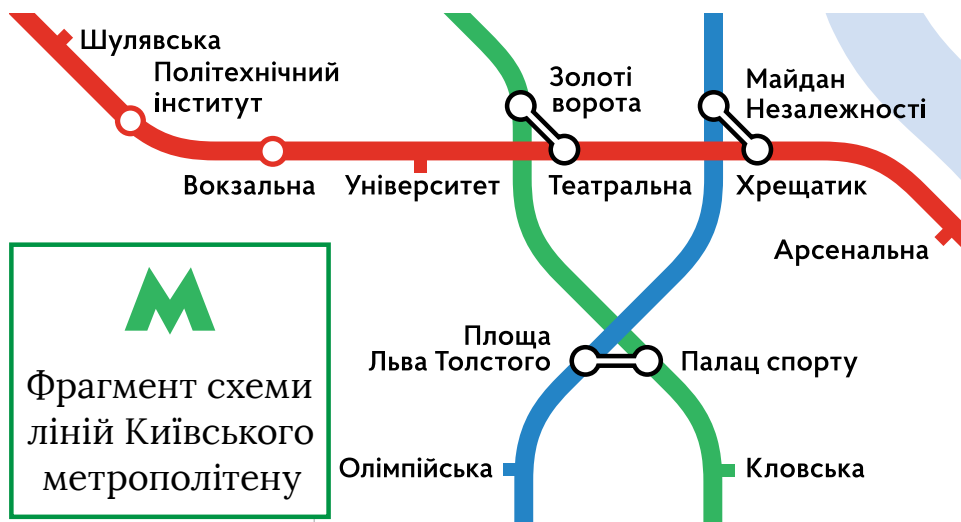 Шулявська
Політехнічний
інститут
Золоті
ворота
Майдан
Незалежності
Вокзальна
Університет
Театральна
Хрещатик
Арсенальна
Площа
Льва Толстого
Палац спорту
Олімпійська
Кловська
Фрагмент схеми
ліній Київського
метрополітену